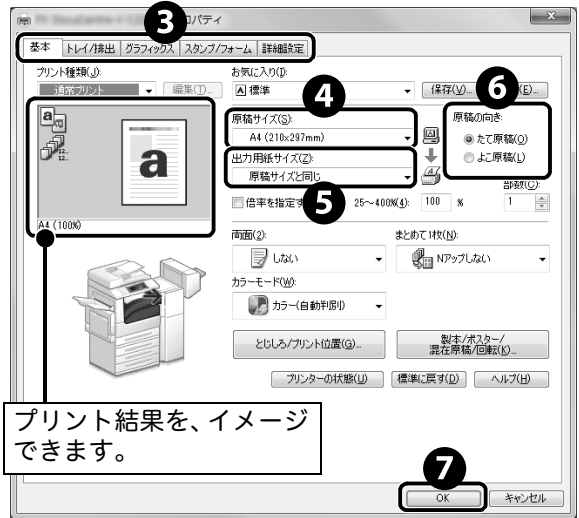 ロパティ
3
基本 トレイ/排出 グラフィックス スタンプ/フォーム 詳細設定
プリント種類(J):
通常プリント 編集(T)...
お気に入り(I):
標準 保存(V)... (E)...
4
6
原稿サイズ(S):
A4 (210x297mm)
原稿の向き:
たて原稿(O)
よこ原稿(L)
出力用紙サイズ(Z):
原稿サイズと同じ
5
倍率を指定す 25～400%(4): 100 %
部数(C):
1
a
A4 (100%)
両面(2):
しない
まとめて1枚(N):
Nアップしない
カラーモード(W):
カラー(自動判別)
とじしろ/プリント位置(G)...
製本/ポスター/
混在原稿/回転(K)...
プリンターの状態(U) 標準に戻す(D) ヘルプ(H)
プリント結果を、イメージ
できます。
7
OK キャンセル